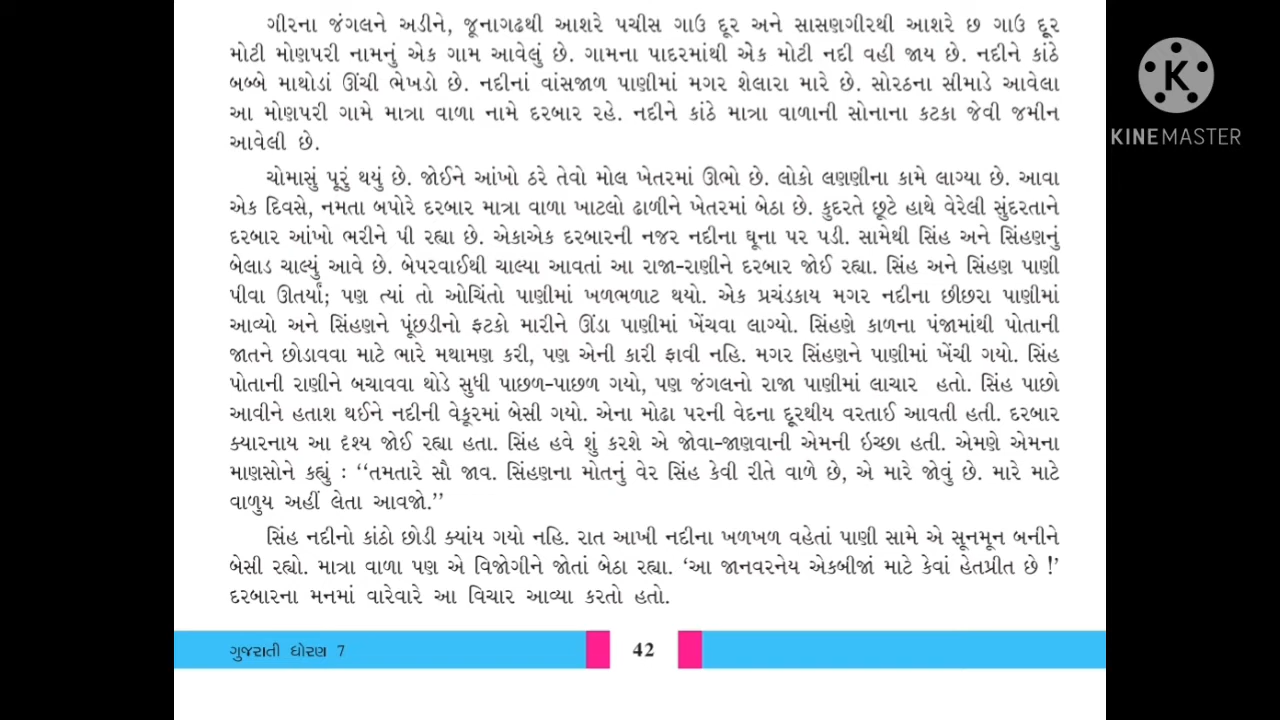 ગીરના જંગલને અડીને, જૂનાગઢથી આશરે પચીસ ગાઉ દૂર અને સાસણગીરથી આશરે છ ગાઉ દૂર
મોટી મોણપરી નામનું એક ગામ આવેલું છે. ગામના પાદરમાંથી એક મોટી નદી વહી જાય છે. નદીને કાંઠે
બબ્બે માથોડાં ઊંચી ભેખડો છે. નદીનાં વાંસજાળ પાણીમાં મગર શેલારા મારે છે. સોરઠના સીમાડે આવેલા
આ મોણપરી ગામે માત્રા વાળા નામે દરબાર રહે. નદીને કાંઠે માત્રા વાળાની સોનાના કટકા જેવી જમીન
આવેલી છે.
ચોમાસું પૂરું થયું છે. જોઈને આંખો ઠરે તેવો મોલ ખેતરમાં ઊભો છે. લોકો લણણીના કામે લાગ્યા છે. આવા
એક દિવસે, નમતા બપોરે દરબાર માત્રા વાળા ખાટલો ઢાળીને ખેતરમાં બેઠા છે. કુદરતે છૂટે હાથે વેરેલી સુંદરતાને
દરબાર આંખો ભરીને પી રહ્યા છે. એકાએક દરબારની નજર નદીના ઘૂના પર પડી. સામેથી સિંહ અને સિંહણનું
બેલાડ ચાલ્યું આવે છે. બેપરવાઈથી ચાલ્યા આવતાં આ રાજા-રાણીને દરબાર જોઈ રહ્યા. સિંહ અને સિંહણ પાણી
પીવા ઊતર્યાં; પણ ત્યાં તો ઓચિંતો પાણીમાં ખળભળાટ થયો. એક પ્રચંડકાય મગર નદીના છીછરા પાણીમાં
આવ્યો અને સિંહણને પૂંછડીનો ફટકો મારીને ઊંડા પાણીમાં ખેંચવા લાગ્યો. સિંહણે કાળના પંજામાંથી પોતાની
જાતને છોડાવવા માટે ભારે મથામણ કરી, પણ એની કારી ફાવી નહિ. મગર સિંહણને પાણીમાં ખેંચી ગયો. સિંહ
પોતાની રાણીને બચાવવા થોડે સુધી પાછળ-પાછળ ગયો, પણ જંગલનો રાજા પાણીમાં લાચાર હતો. સિંહ પાછો
આવીને હતાશ થઈને નદીની વેકૂરમાં બેસી ગયો. એના મોઢા પરની વેદના દૂરથીય વરતાઈ આવતી હતી. દરબાર
ક્યારનાય આ દૃશ્ય જોઈ રહ્યા હતા. સિંહ હવે શું કરશે એ જોવા-જાણવાની એમની ઇચ્છા હતી. એમણે એમના
માણસોને કહ્યું : ‘‘તમતારે સૌ જાવ. સિંહણના મોતનું વેર સિંહ કેવી રીતે વાળે છે, એ મારે જોવું છે. મારે માટે
વાળુય અહીં લેતા આવજો.’’
સિંહ નદીનો કાંઠો છોડી ક્યાંય ગયો નહિ. રાત આખી નદીના ખળખળ વહેતાં પાણી સામે એ સૂનમૂન બનીને
બેસી રહ્યો. માત્રા વાળા પણ એ વિજોગીને જોતાં બેઠા રહ્યા. ‘આ જાનવરનેય એકબીજાં માટે કેવાં હેતપ્રીત છે !’
દરબારના મનમાં વારેવારે આ વિચાર આવ્યા કરતો હતો.
ગુજરાતી ધોરણ 7
42
K
KINEMASTER